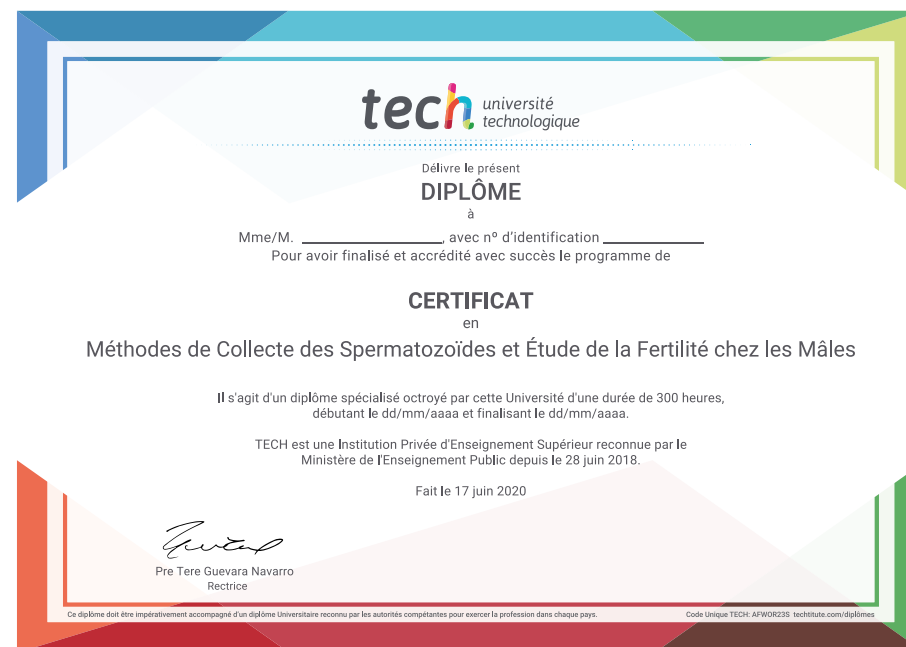 tech université
technologique
Délivre le présent
DIPLÔME
à
Mme/M. ____________________, avec nº d'identification ______________
Pour avoir finalisé et accrédité avec succès le programme de
CERTIFICAT
en
Méthodes de Collecte des Spermatozoïdes et Étude de la Fertilité chez les Mâles
Il s'agit d'un diplôme spécialisé octroyé par cette Université d'une durée de 300 heures,
débutant le dd/mm/aaaa et finalisant le dd/mm/aaaa.
TECH est une Institution Privée d'Enseignement Supérieur reconnue par le
Ministère de l'Enseignement Public depuis le 28 juin 2018.
Fait le 17 juin 2020
Pre Tere Guevara Navarro
Rectrice
Ce diplôme doit être impérativement accompagné d'un diplôme Universitaire reconnu par les autorités compétentes pour exercer la profession dans chaque pays.
Code Unique TECH: AFWOR23S techtitute.com/diplômes